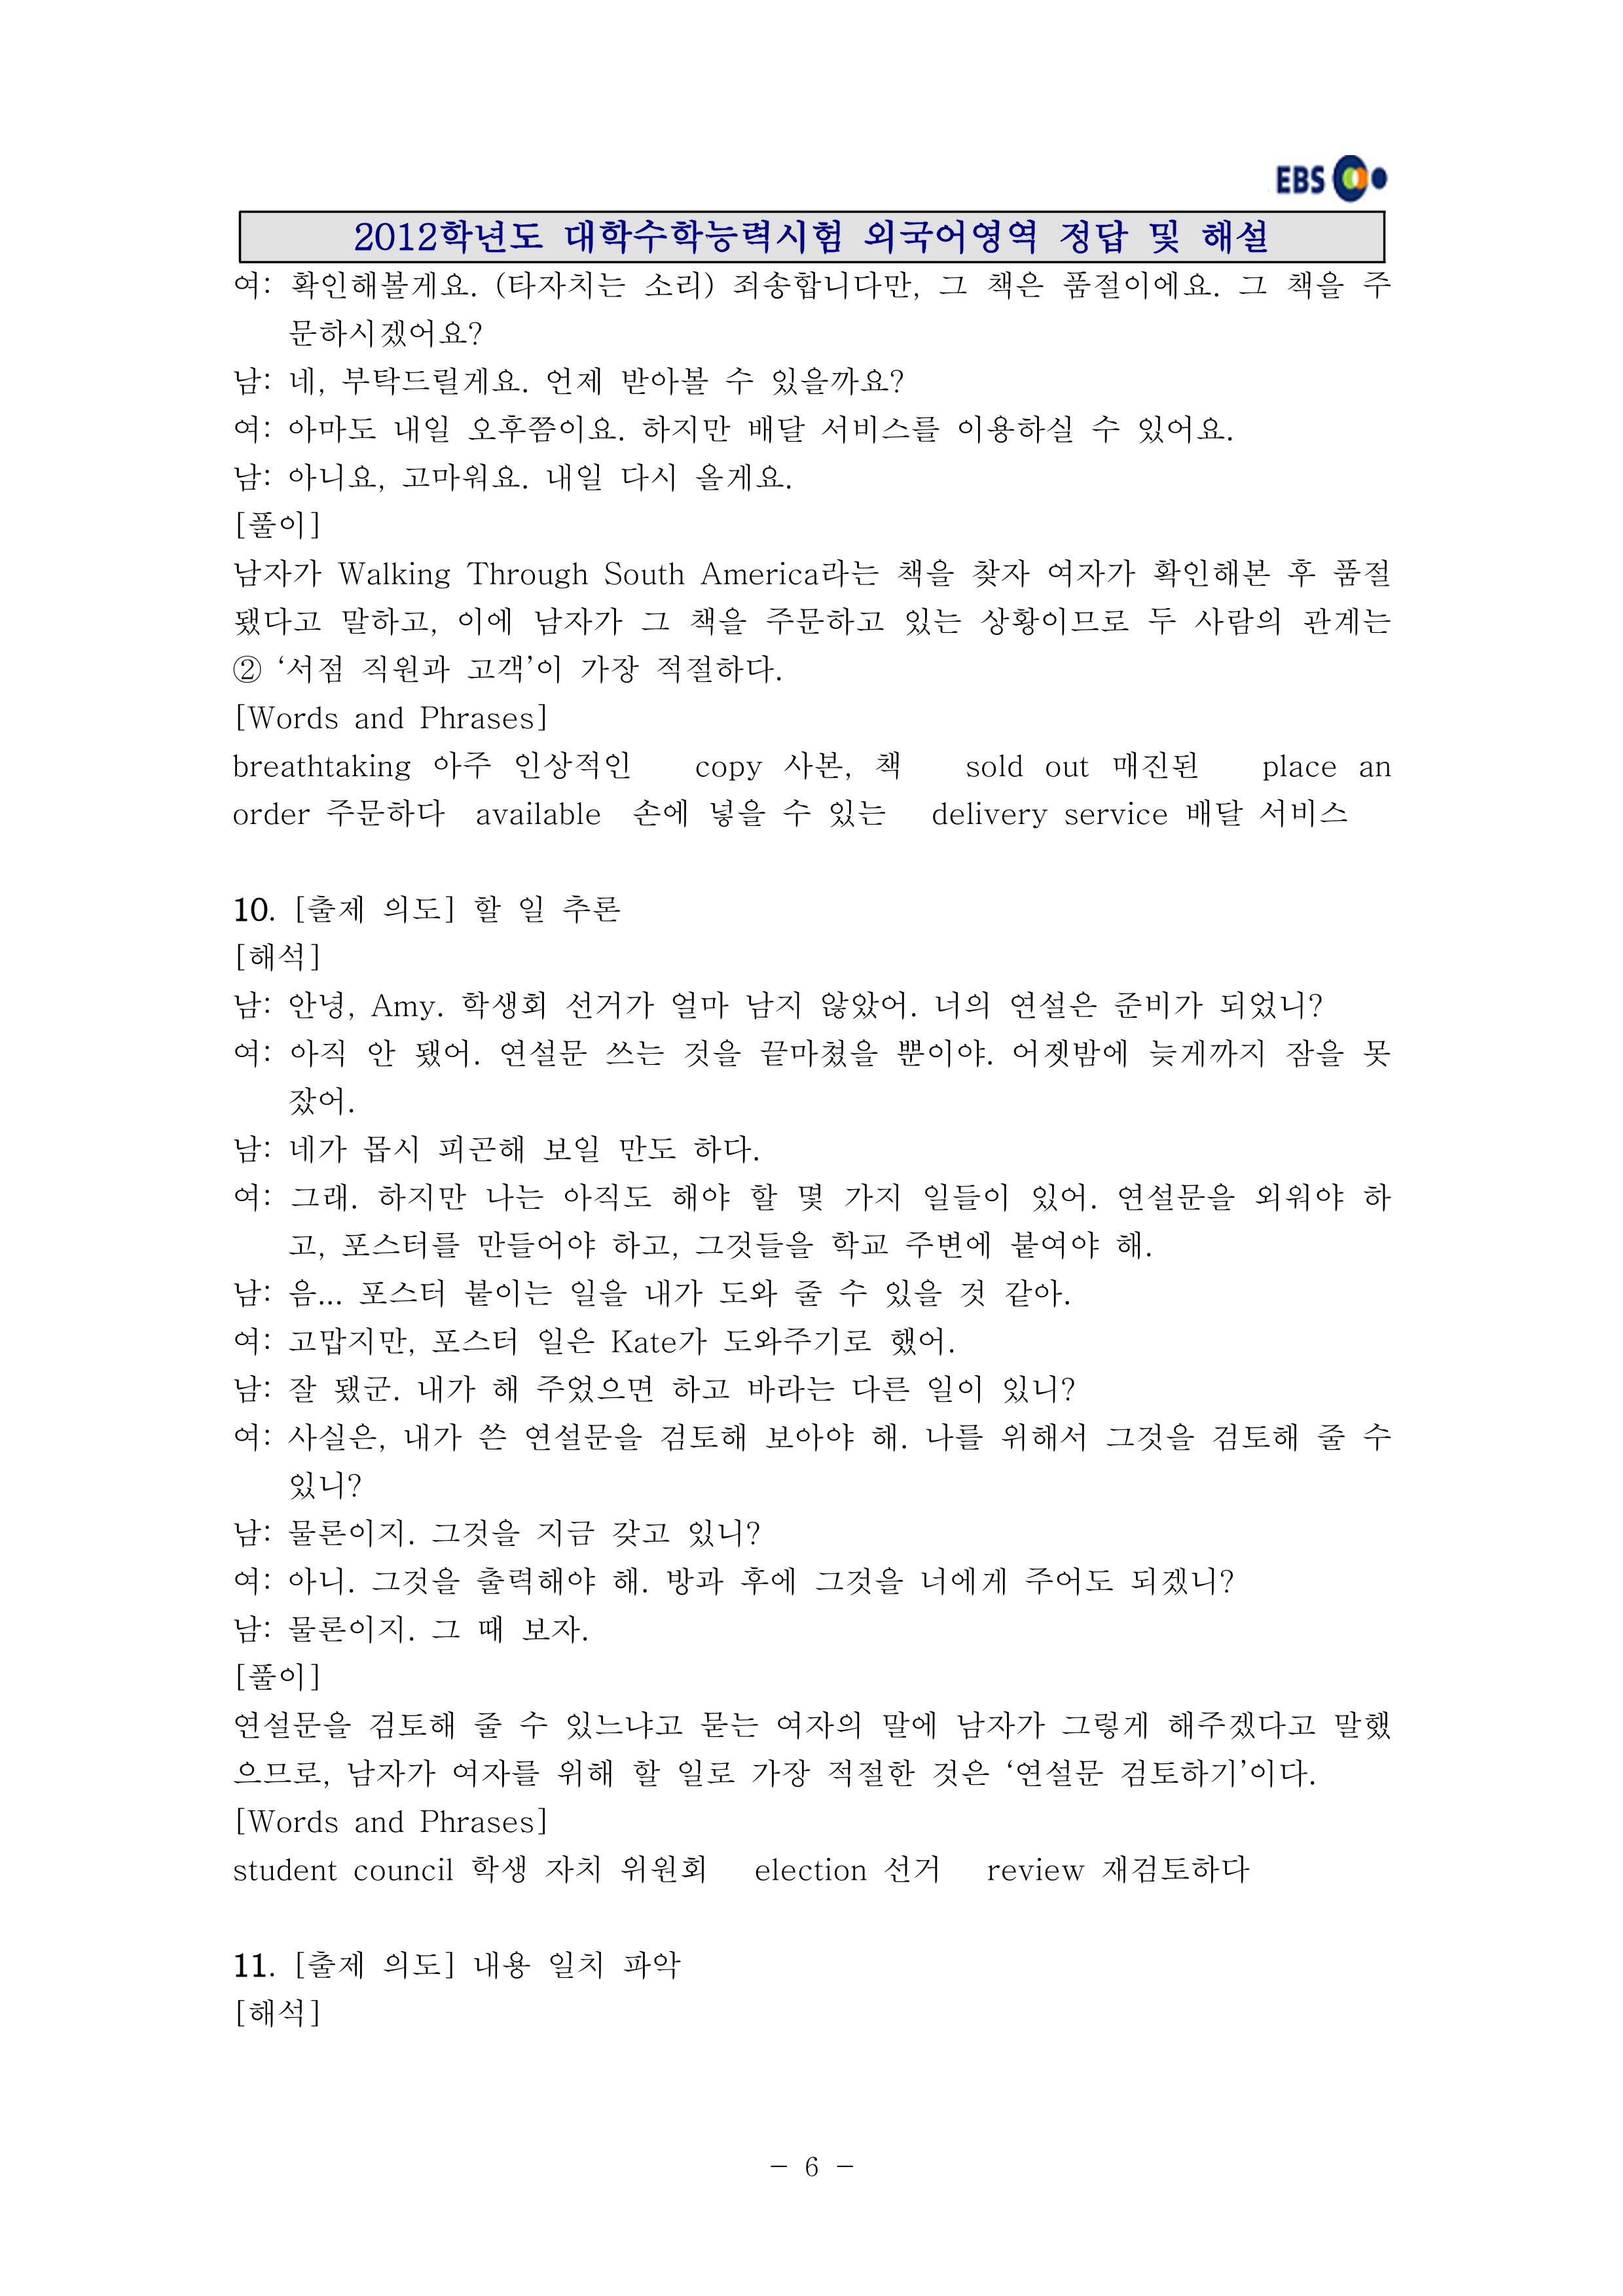 EBS
2012학년도 대학수학능력시험 외국어영역 정답 및 해설
여: 확인해볼게요. (타자치는 소리) 죄송합니다만, 그 책은 품절이에요. 그 책을 주
문하시겠어요?
남: 네, 부탁드릴게요. 언제 받아볼 수 있을까요?
여: 아마도 내일 오후쯤이요. 하지만 배달 서비스를 이용하실 수 있어요.
남: 아니요, 고마워요. 내일 다시 올게요.
[풀이]
남자가 Walking Through South America라는 책을 찾자 여자가 확인해본 후 품절
됐다고 말하고, 이에 남자가 그 책을 주문하고 있는 상황이므로 두 사람의 관계는
② ‘서점 직원과 고객’이 가장 적절하다.
[Words and Phrases]
breathtaking 아주 인상적인 copy 사본, 책 sold out 매진된 place an
order 주문하다 available 손에 넣을 수 있는 delivery service 배달 서비스
10. [출제 의도] 할 일 추론
[해석]
남: 안녕, Amy. 학생회 선거가 얼마 남지 않았어. 너의 연설은 준비가 되었니?
여: 아직 안 됐어. 연설문 쓰는 것을 끝마쳤을 뿐이야. 어젯밤에 늦게까지 잠을 못
잤어.
남: 네가 몹시 피곤해 보일 만도 하다.
여: 그래. 하지만 나는 아직도 해야 할 몇 가지 일들이 있어. 연설문을 외워야 하
고, 포스터를 만들어야 하고, 그것들을 학교 주변에 붙여야 해.
남: 음... 포스터 붙이는 일을 내가 도와 줄 수 있을 것 같아.
여: 고맙지만, 포스터 일은 Kate가 도와주기로 했어.
남: 잘 됐군. 내가 해 주었으면 하고 바라는 다른 일이 있니?
여: 사실은, 내가 쓴 연설문을 검토해 보아야 해. 나를 위해서 그것을 검토해 줄 수
있니?
남: 물론이지. 그것을 지금 갖고 있니?
여: 아니. 그것을 출력해야 해. 방과 후에 그것을 너에게 주어도 되겠니?
남: 물론이지. 그 때 보자.
[풀이]
연설문을 검토해 줄 수 있느냐고 묻는 여자의 말에 남자가 그렇게 해주겠다고 말했
으므로, 남자가 여자를 위해 할 일로 가장 적절한 것은 ‘연설문 검토하기’이다.
[Words and Phrases]
student council 학생 자치 위원회 election 선거 review 재검토하다
11. [출제 의도] 내용 일치 파악
[해석]
- 6 -